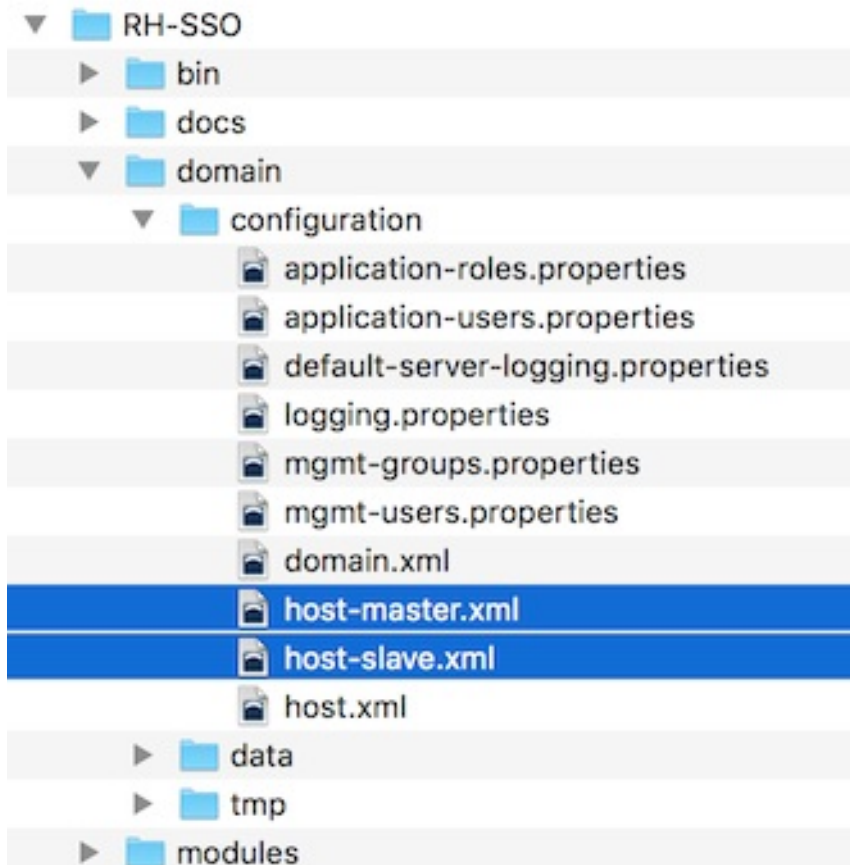 RH-SSO
bin
docs
domain
configuration
application-roles.properties
application-users.properties
default-server-logging.properties
logging.properties
mgmt-groups.properties
mgmt-users.properties
domain.xml
host-master.xml
host-slave.xml
host.xml
data
tmp
modules